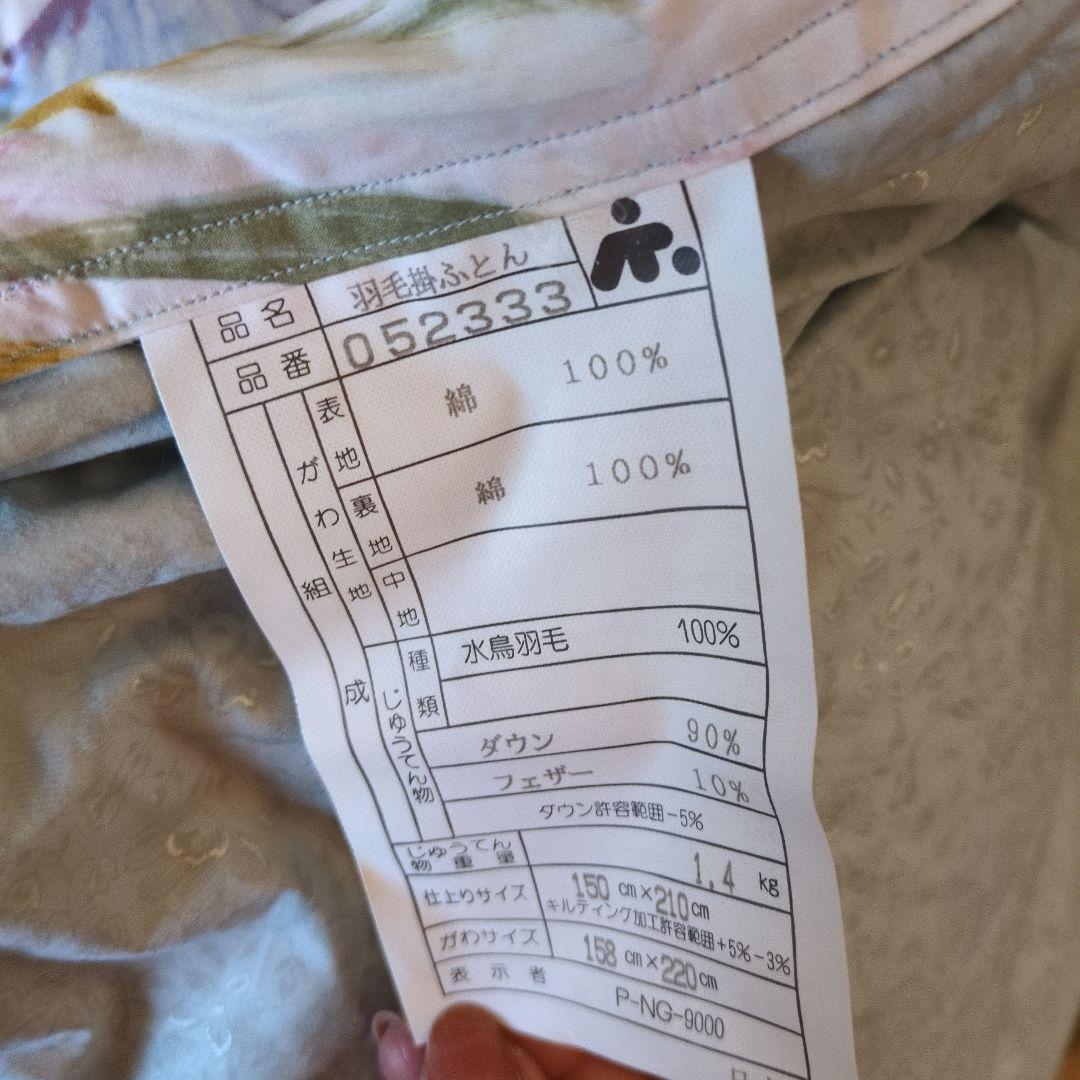 品名 羽毛掛ふとん
品番 052333
組成
がわ生地
表地 綿 100%
裏地 綿 100%
中地
じゅうてん物
種類 水鳥羽毛 100%
ダウン 90%
フェザー 10%
ダウン許容範囲-5%
じゅうてん物重量 1.4 kg
仕上りサイズ 150 cm×210cm
キルティング加工許容範囲+5%-3%
がわサイズ 158 cm×220cm
表示者 P-NG-9000